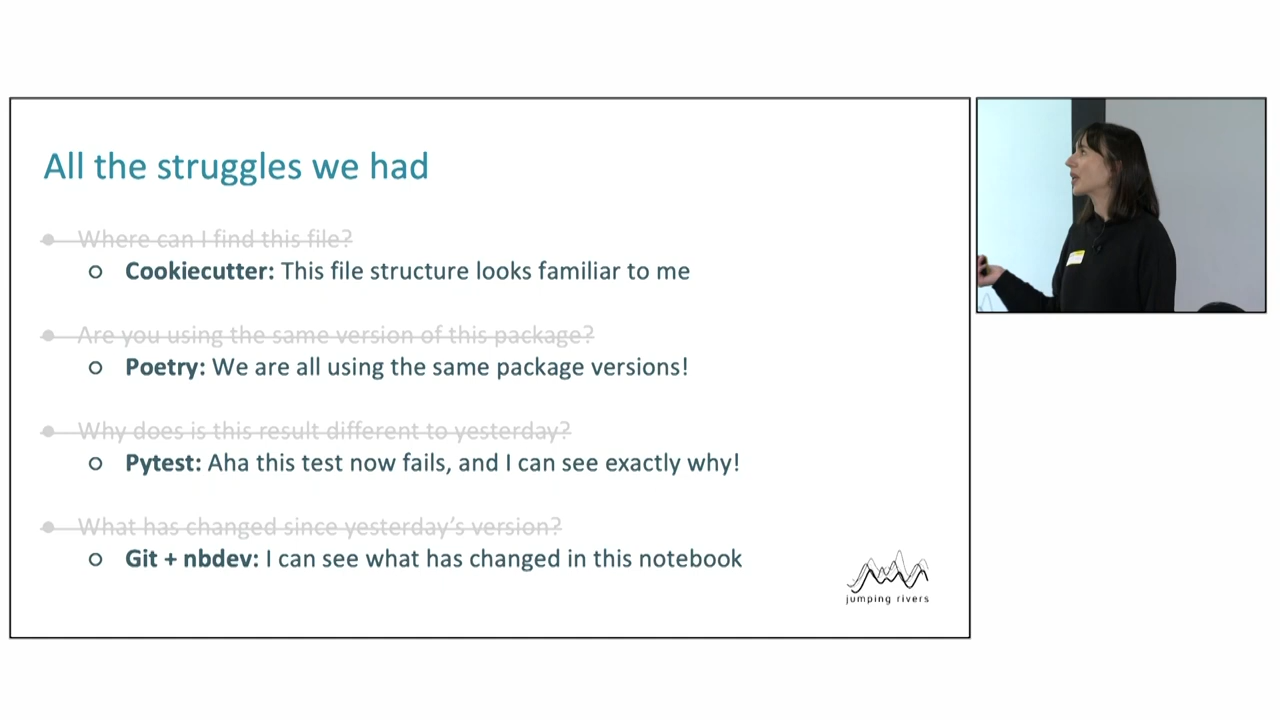 All the struggles we had
Where can I find this file?
Cookiecutter: This file structure looks familiar to me
Are you using the same version of this package?
Poetry: We are all using the same package versions!
Why does is this result different to yesterday?
Pytest: Aha this test now fails, and I can see exactly why!
What has changed since yesterday's version?
Git + nbdev: I can see what has changed in this notebook
jumping rivers